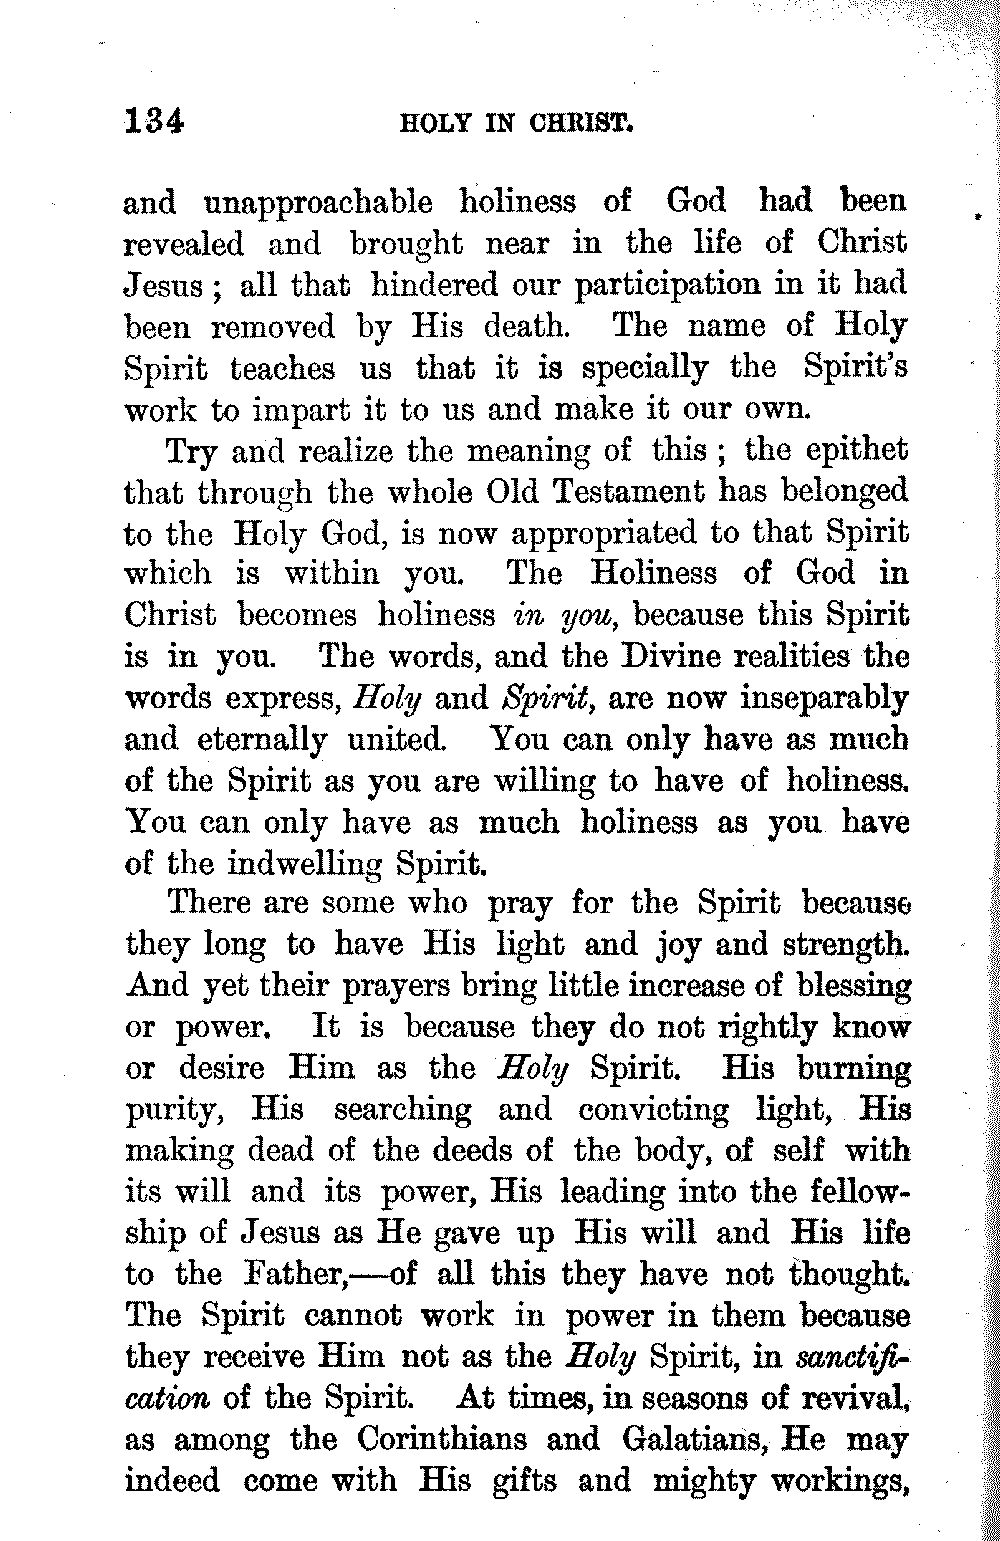 134 HOLY IN CHRIST.
and unapproachable holiness of God had been
revealed and brought near in the life of Christ
Jesus ; all that hindered our participation in it had
been removed by His death. The name of Holy
Spirit teaches us that it is specially the Spirit's
work to impart it to us and make it our own.
Try and realize the meaning of this ; the epithet
that through the whole Old Testament has belonged
to the Holy God, is now appropriated to that Spirit
which is within you. The Holiness of God in
Christ becomes holiness in you, because this Spirit
is in you. The words, and the Divine realities the
words express, Holy and Spirit, are now inseparably
and eternally united. You can only have as much
of the Spirit as you are willing to have of holiness.
You can only have as much holiness as you have
of the indwelling Spirit.
There are some who pray for the Spirit because
they long to have His light and joy and strength.
And yet their prayers bring little increase of blessing
or power. It is because they do not rightly know
or desire Him as the Holy Spirit. His burning
purity, His searching and convicting light, His
making dead of the deeds of the body, of self with
its will and its power, His leading into the fellow-
ship of Jesus as He gave up His will and His life
to the Father,—of all this they have not thought.
The Spirit cannot work in power in them because
they receive Him not as the Holy Spirit, in sanctifi-
cation of the Spirit. At times, in seasons of revival,
as among the Corinthians and Galatians, He may
indeed come with His gifts and mighty workings,